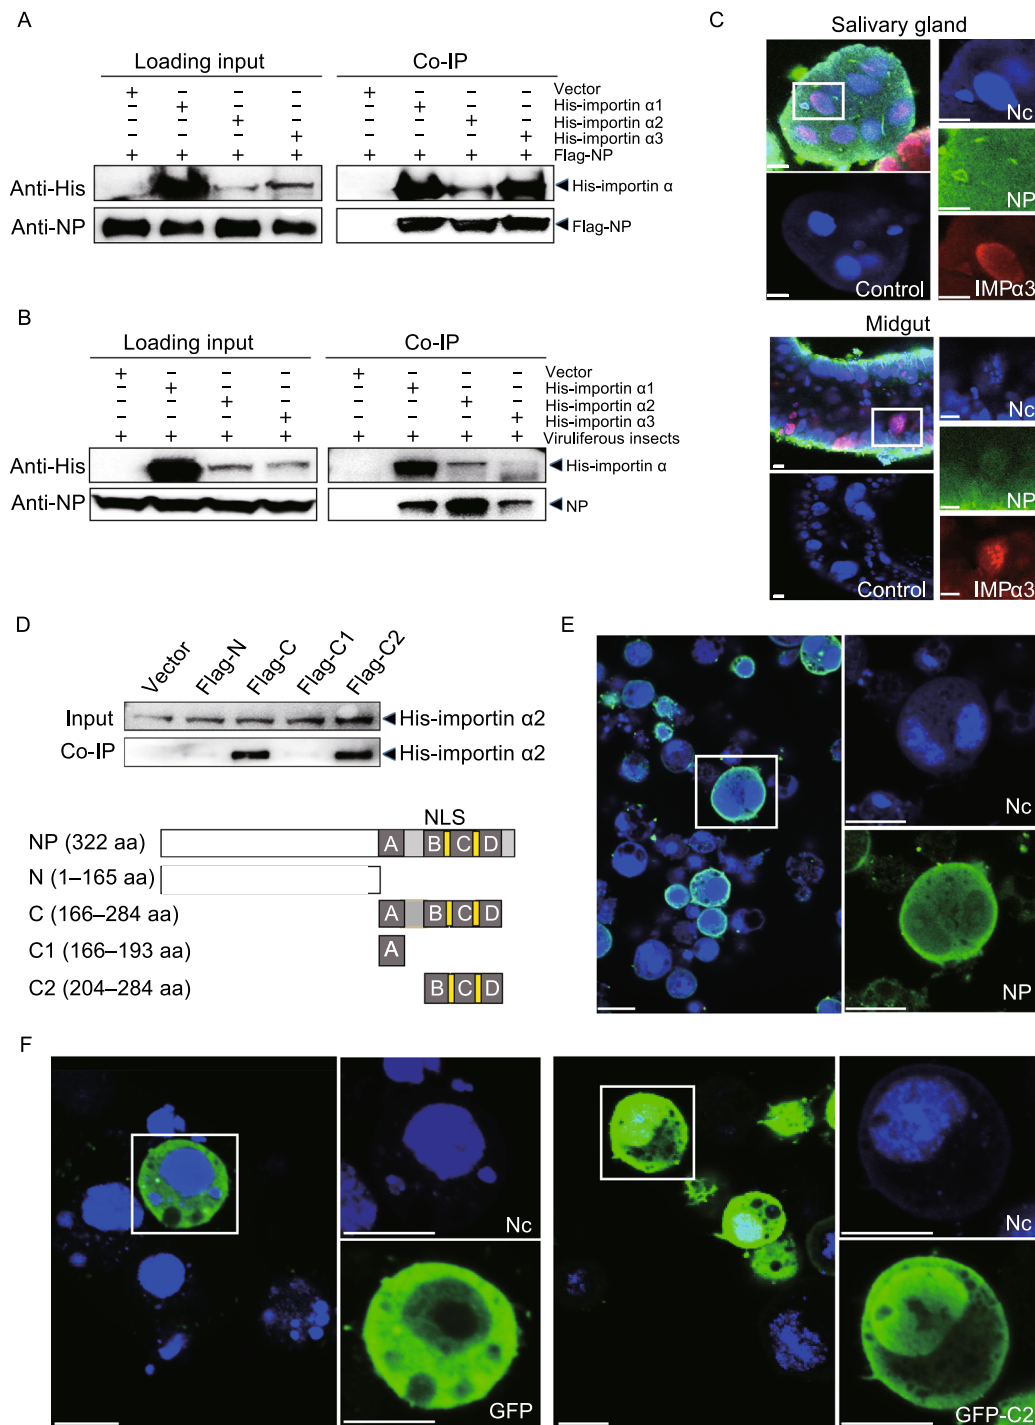 A
Loading input
Co-IP
+ – – – – + – – – – Vector
– + – – – – + – – – His-importin α1
– – + – – – – + – – His-importin α2
– – – + – – – + His-importin α3
+ + + + + + + + Flag-NP
Anti-His
His-importin α
Anti-NP
Flag-NP
B
Loading input
Co-IP
+ – – – + – – – Vector
– + – – – + – – His-importin α1
– – + – – – + – His-importin α2
– – – + – – – + His-importin α3
+ + + + + + + + Viruliferous insects
Anti-His
His-importin α
Anti-NP
NP
C
Salivary gland
Nc
NP
Control
IMPα3
Midgut
Nc
NP
Control
IMPα3
D
Vector
Flag-N
Flag-C
Flag-C1
Flag-C2
Input
His-importin α2
Co-IP
His-importin α2
NLS
NP (322 aa)
A B C D
N (1–165 aa)
C (166–284 aa)
A B C D
C1 (166–193 aa)
A
C2 (204–284 aa)
B C D
E
Nc
NP
F
Nc
GFP
Nc
GFP-C2